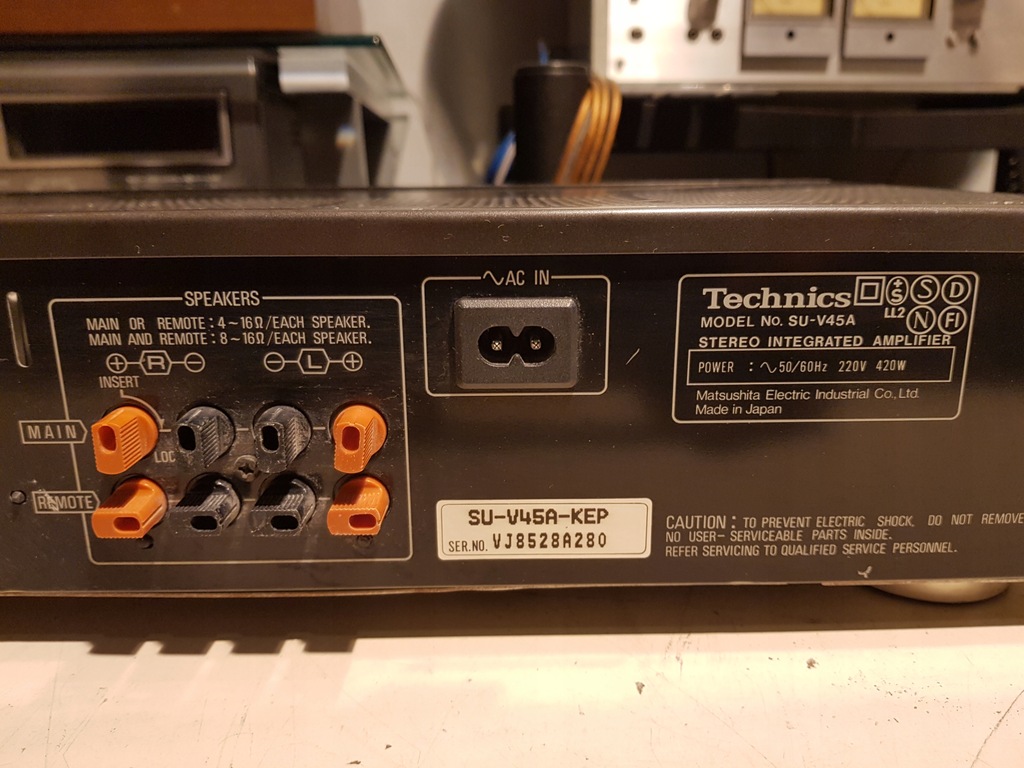 SPEAKERS
MAIN OR REMOTE : 4~16Ω/EACH SPEAKER.
MAIN AND REMOTE : 8~16Ω/EACH SPEAKER.
⊕ R ⊖ ⊖ L ⊕
INSERT
MAIN
LOC
REMOTE
∿AC IN
Technics
S D
LL2 N FI
MODEL No. SU-V45A
STEREO INTEGRATED AMPLIFIER
POWER : ∿50/60Hz 220V 420W
Matsushita Electric Industrial Co., Ltd.
Made in Japan
SU-V45A-KEP
SER.NO. VJ8528A280
CAUTION : TO PREVENT ELECTRIC SHOCK, DO NOT REMOVE
NO USER-SERVICEABLE PARTS INSIDE.
REFER SERVICING TO QUALIFIED SERVICE PERSONNEL.